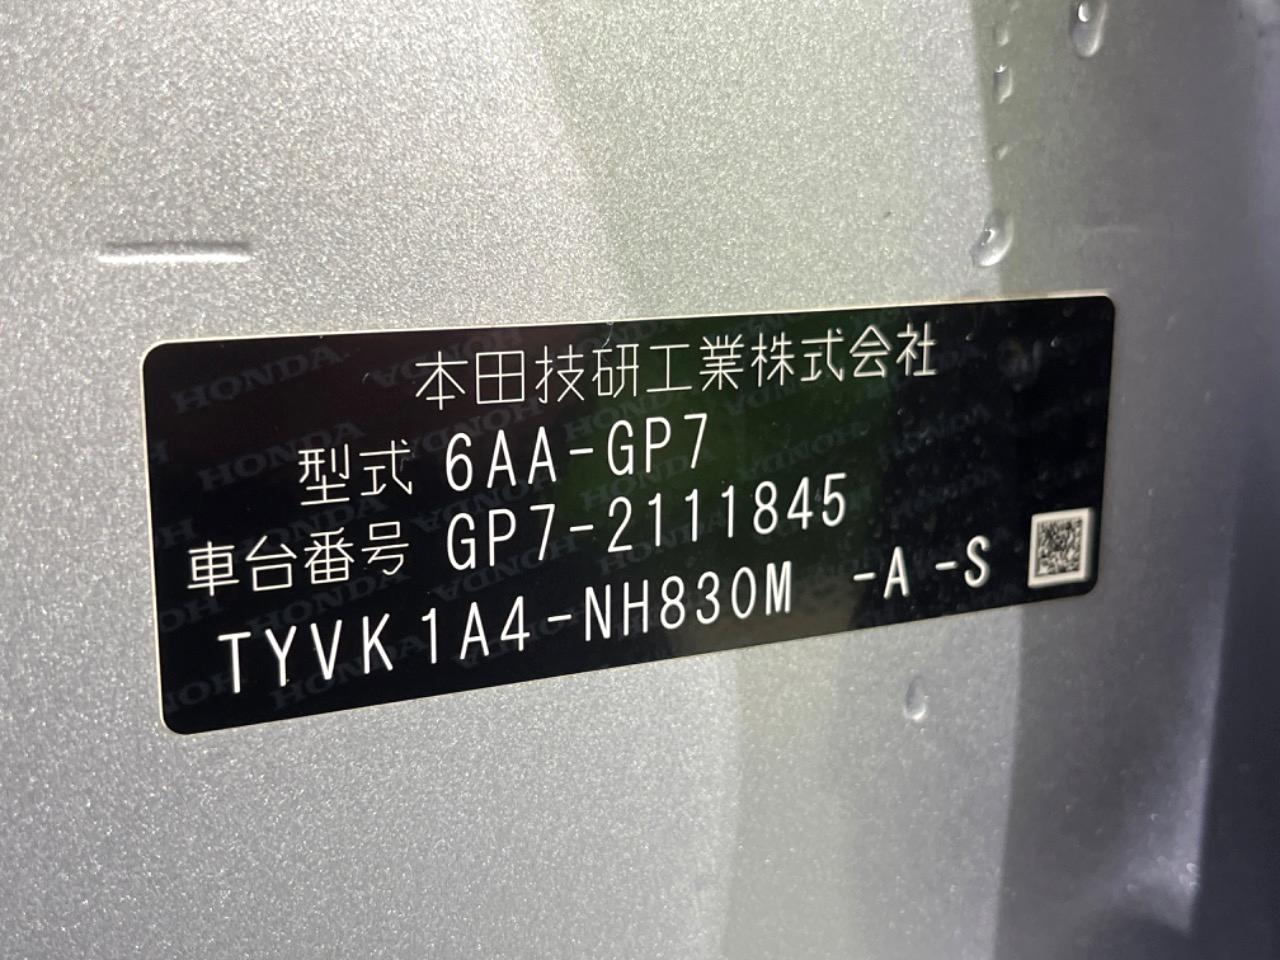 本田技研工業株式会社
型式 6AA-GP7
車台番号 GP7-2111845
TYVK1A4-NH830M -A -S